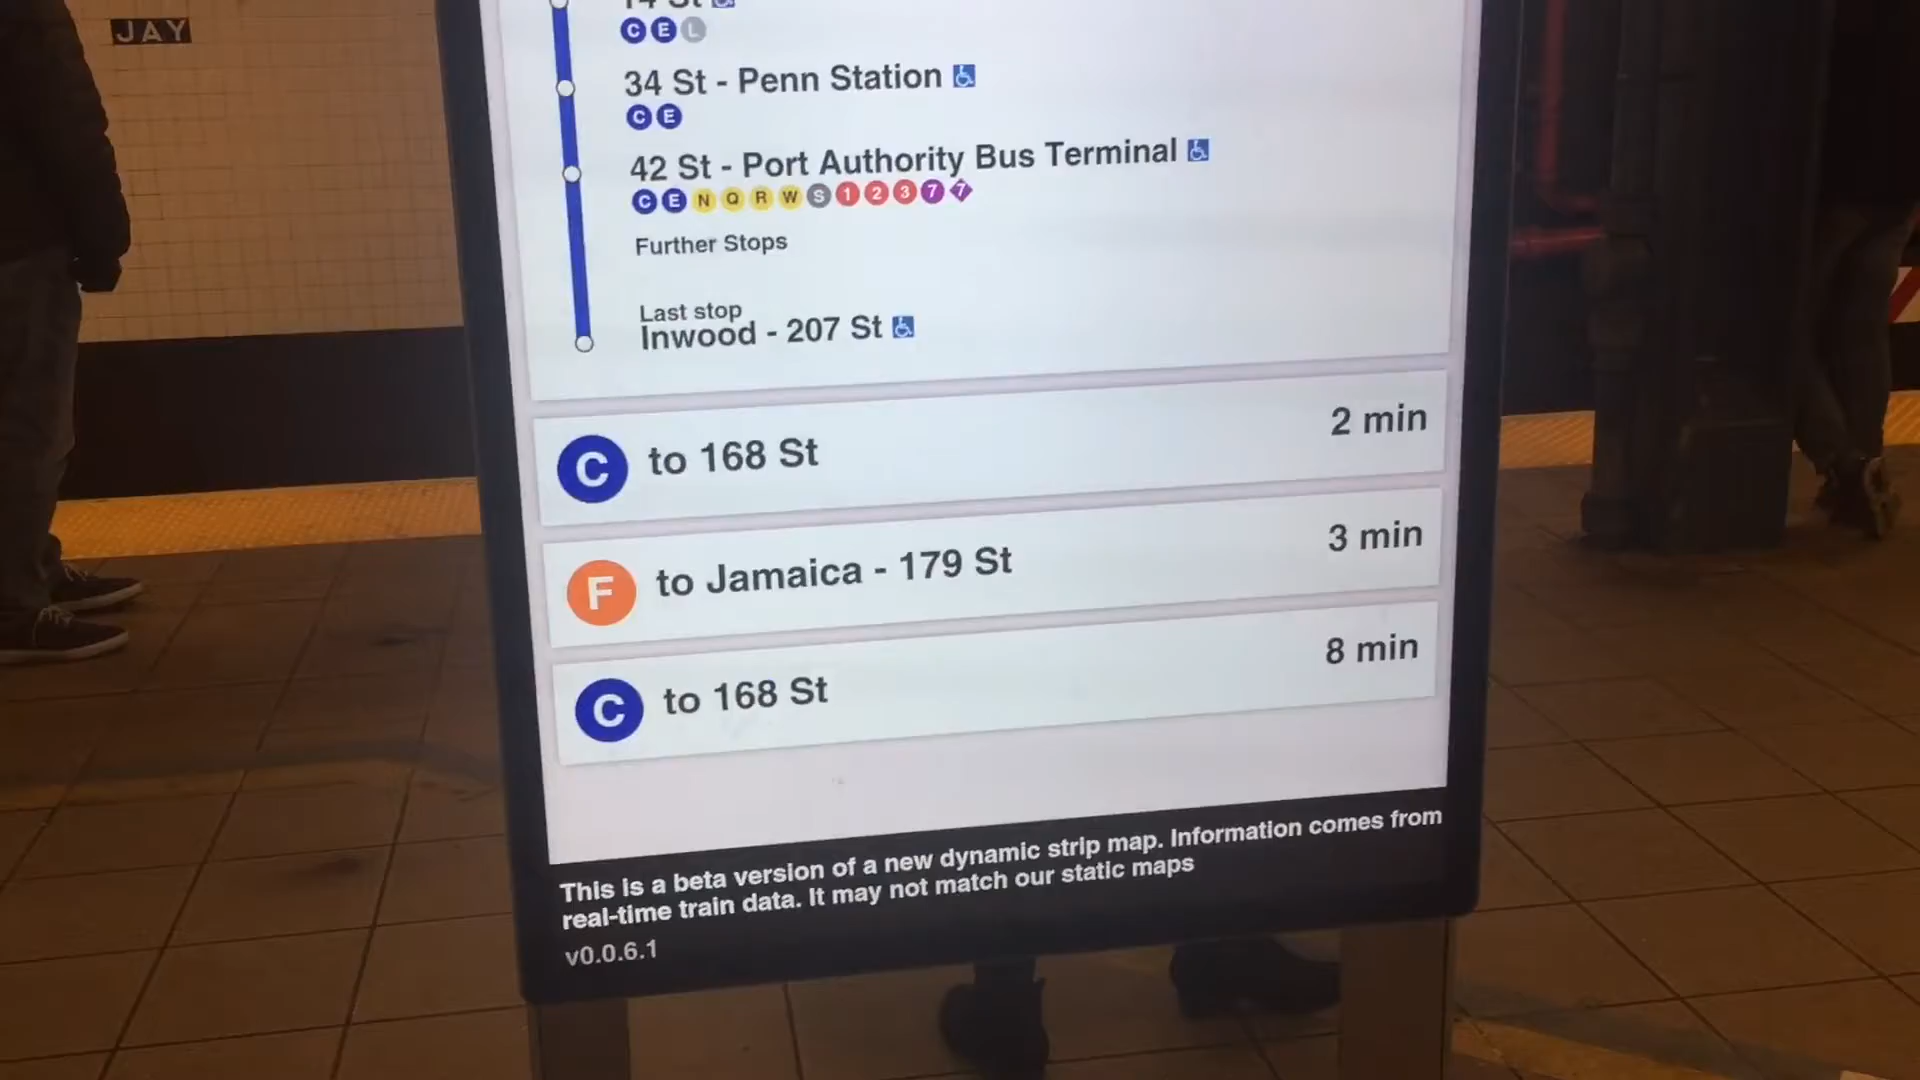 JAY
14 St
C E L
34 St - Penn Station
C E
42 St - Port Authority Bus Terminal
C E N Q R W S 1 2 3 7 7
Further Stops
Last stop
Inwood - 207 St
C to 168 St 2 min
F to Jamaica - 179 St 3 min
C to 168 St 8 min
This is a beta version of a new dynamic strip map. Information comes from
real-time train data. It may not match our static maps
v0.0.6.1